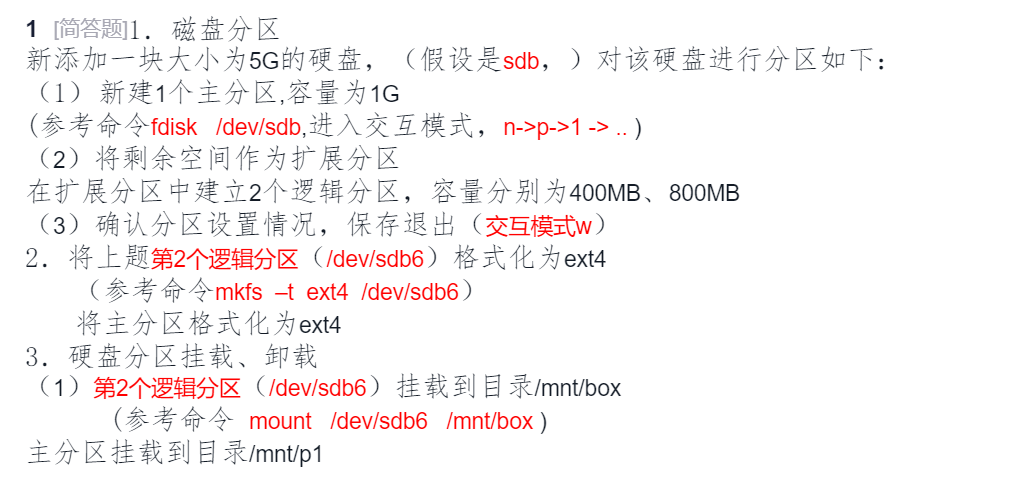 1 [简答题]1．磁盘分区
新添加一块大小为5G的硬盘，（假设是sdb，）对该硬盘进行分区如下：
（1） 新建1个主分区,容量为1G
(参考命令fdisk /dev/sdb,进入交互模式，n->p->1 -> .. )
（2）将剩余空间作为扩展分区
在扩展分区中建立2个逻辑分区，容量分别为400MB、800MB
（3）确认分区设置情况，保存退出（交互模式w）
2．将上题第2个逻辑分区（/dev/sdb6）格式化为ext4
（参考命令mkfs –t ext4 /dev/sdb6）
将主分区格式化为ext4
3．硬盘分区挂载、卸载
（1）第2个逻辑分区（/dev/sdb6）挂载到目录/mnt/box
(参考命令 mount /dev/sdb6 /mnt/box )
主分区挂载到目录/mnt/p1